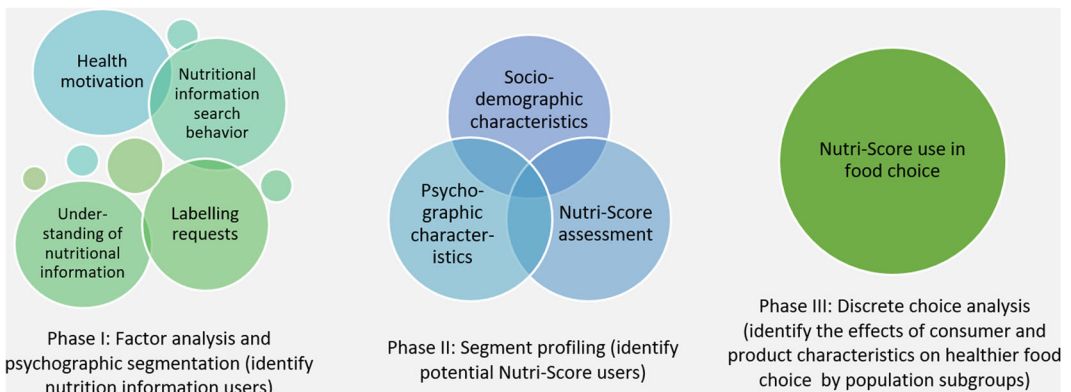 Health
motivation
Nutritional
information
search
behavior
Under-
standing of
nutritional
information
Labelling
requests
Phase I: Factor analysis and
psychographic segmentation (identify
nutrition information users)
Socio-
demographic
characteristics
Psycho-
graphic
character-
istics
Nutri-Score
assessment
Phase II: Segment profiling (identify
potential Nutri-Score users)
Nutri-Score use in
food choice
Phase III: Discrete choice analysis
(identify the effects of consumer and
product characteristics on healthier food
choice by population subgroups)